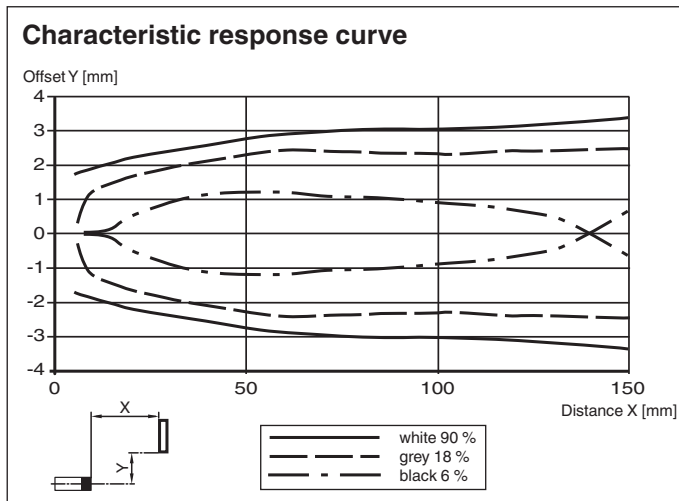 Characteristic response curve
Offset Y [mm]
4
3
2
1
0
-1
-2
-3
-4
0 50 100 150
Distance X [mm]
X
Y
white 90 %
grey 18 %
black 6 %